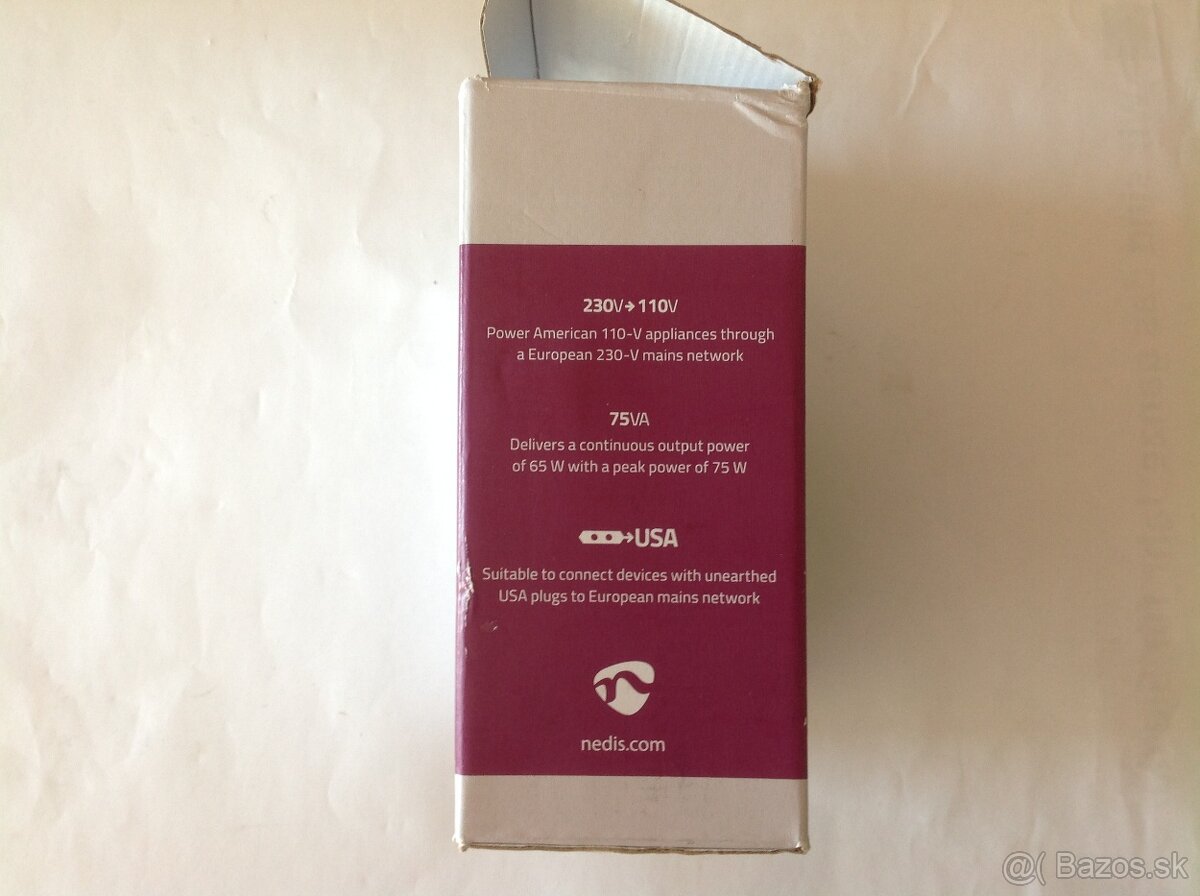 230V→110V
Power American 110-V appliances through
a European 230-V mains network
75VA
Delivers a continuous output power
of 65 W with a peak power of 75 W
→USA
Suitable to connect devices with unearthed
USA plugs to European mains network
nedis.com
@( Bazos.sk